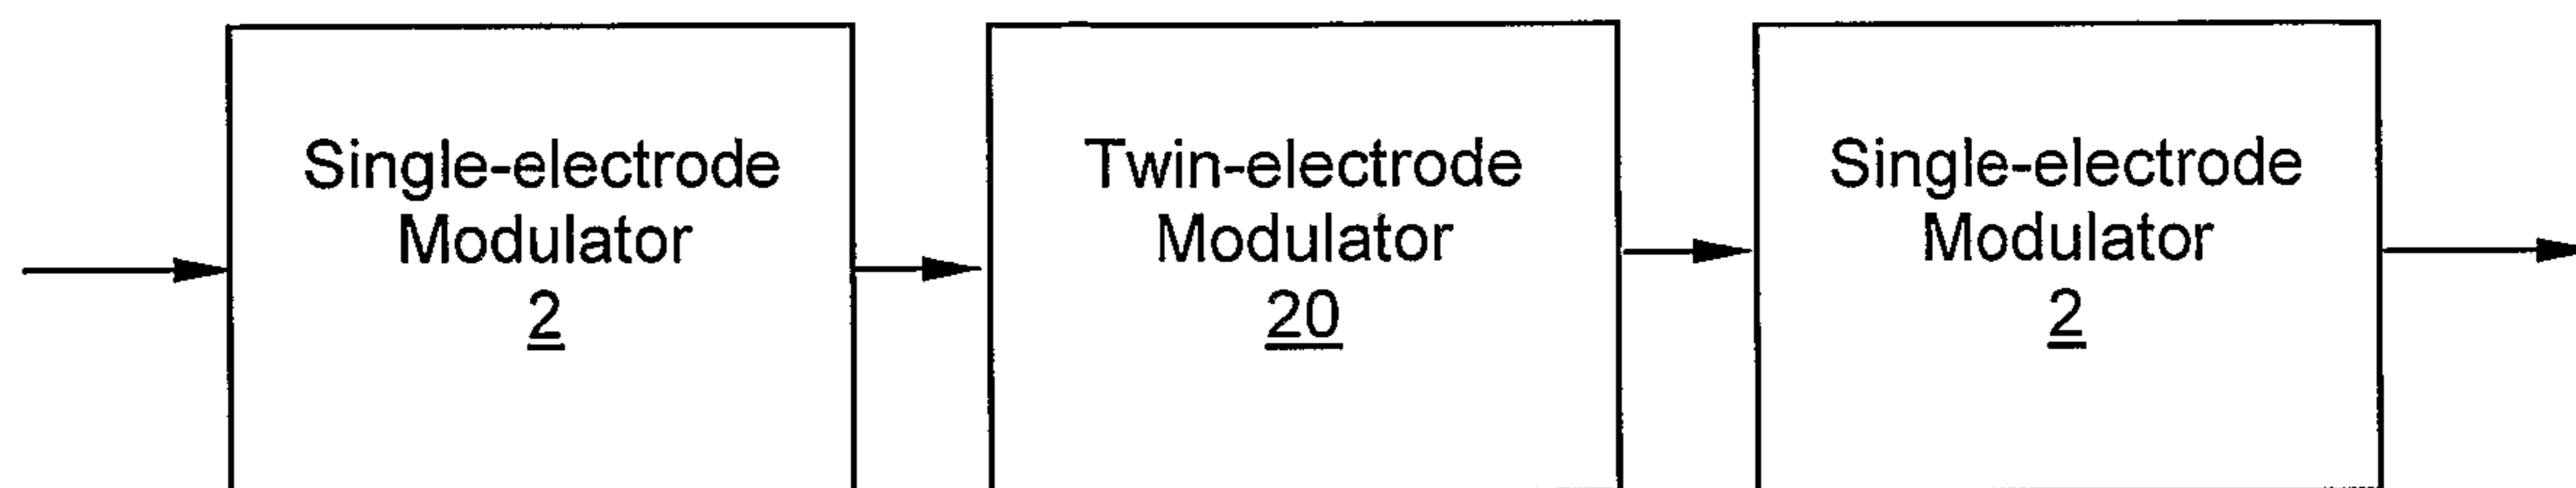 Single-electrode
Modulator
2
Twin-electrode
Modulator
20
Single-electrode
Modulator
2